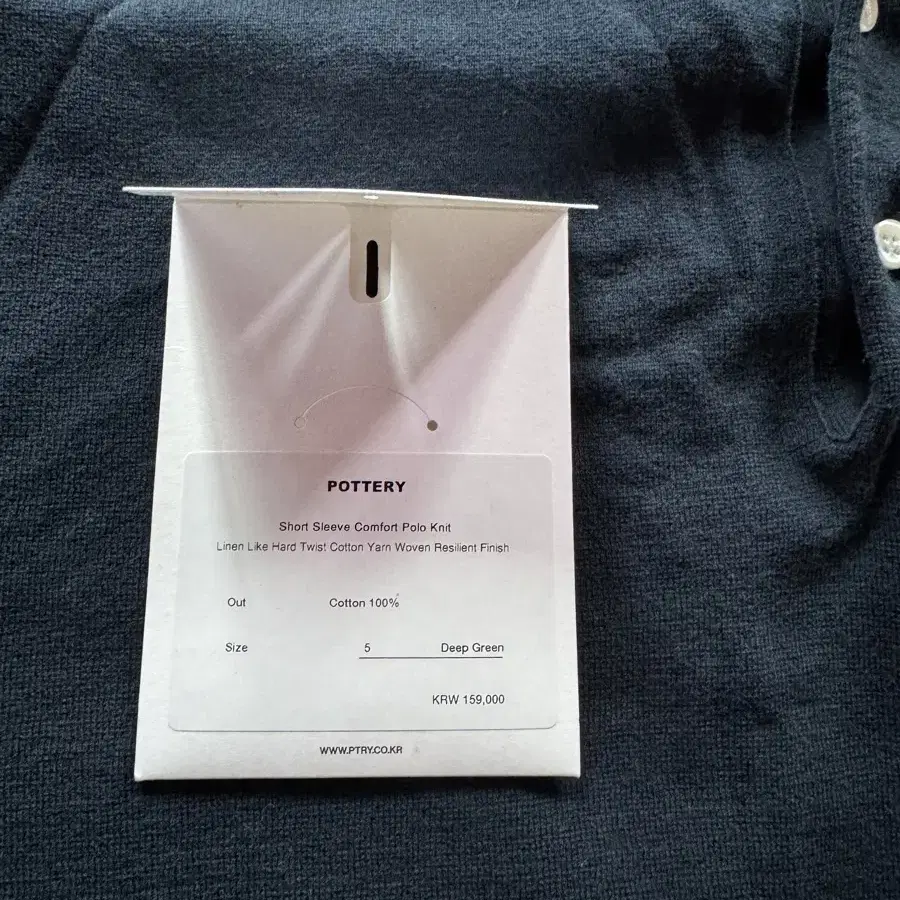 POTTERY
Short Sleeve Comfort Polo Knit
Linen Like Hard Twist Cotton Yarn Woven Resilient Finish
Out Cotton 100%
Size 5 Deep Green
KRW 159,000
WWW.PTRY.CO.KR